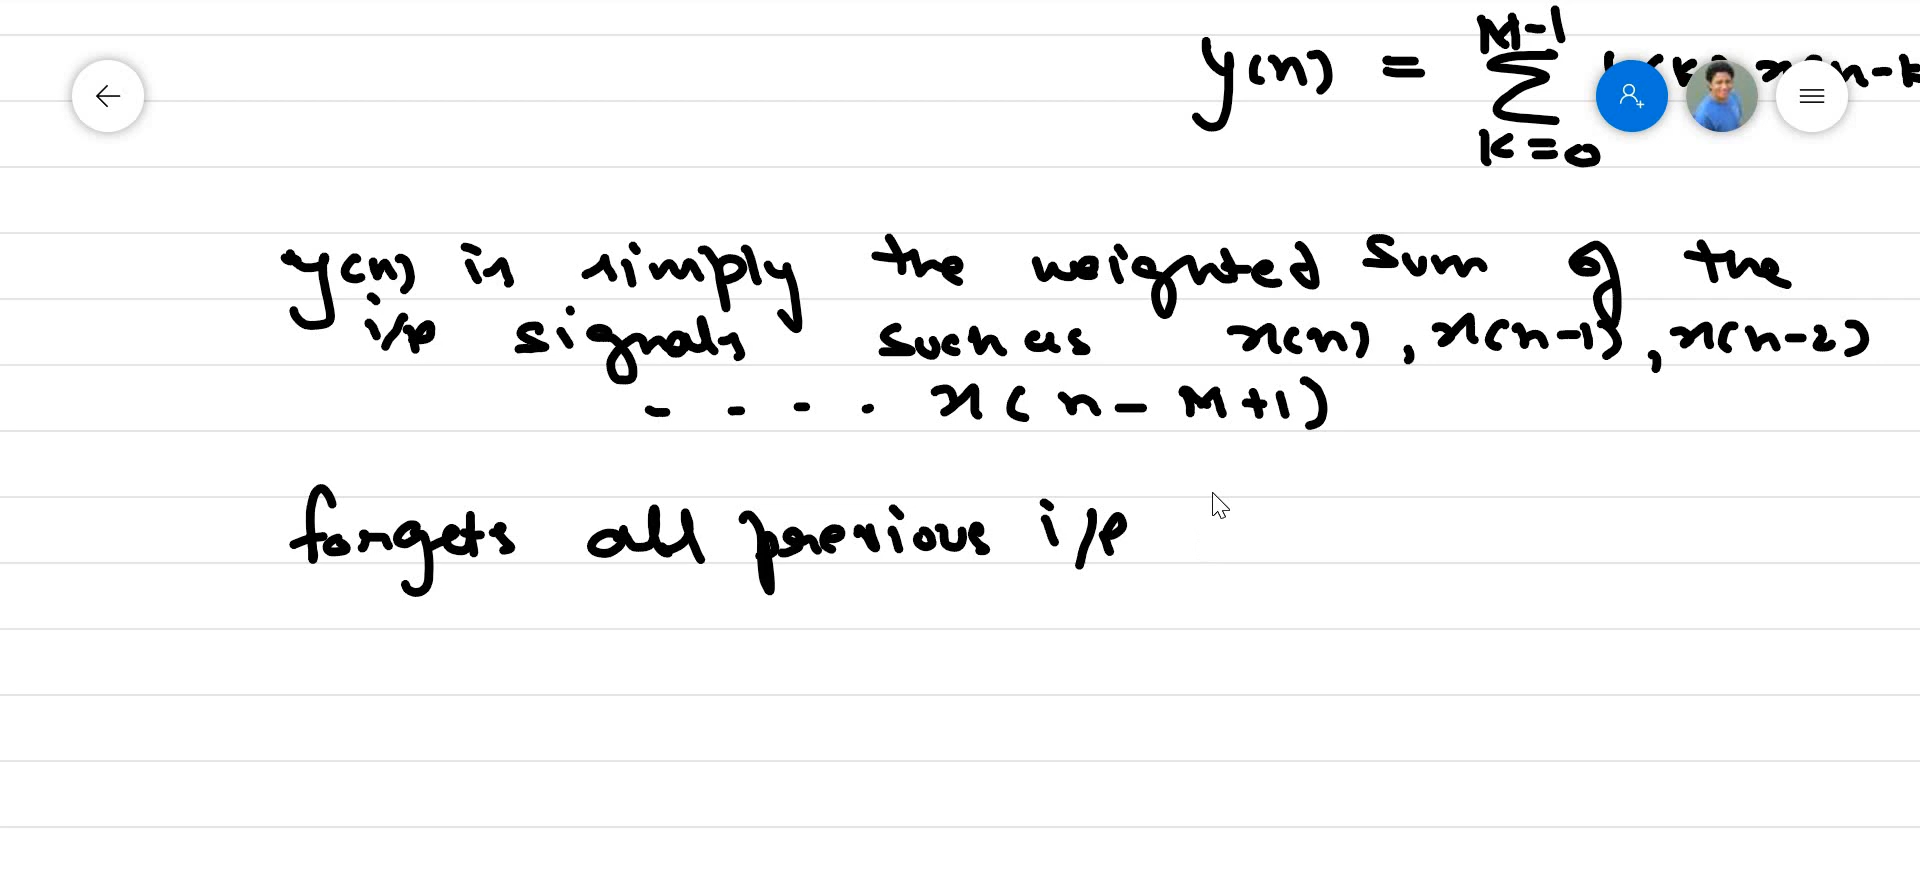 y(n) = M-1 Σ K=0 x(n-k
y(n) is simply the weighted sum of the
i/p signals such as x(n), x(n-1), x(n-2)
- - - . x(n-M+1)
forgets all previous i/p